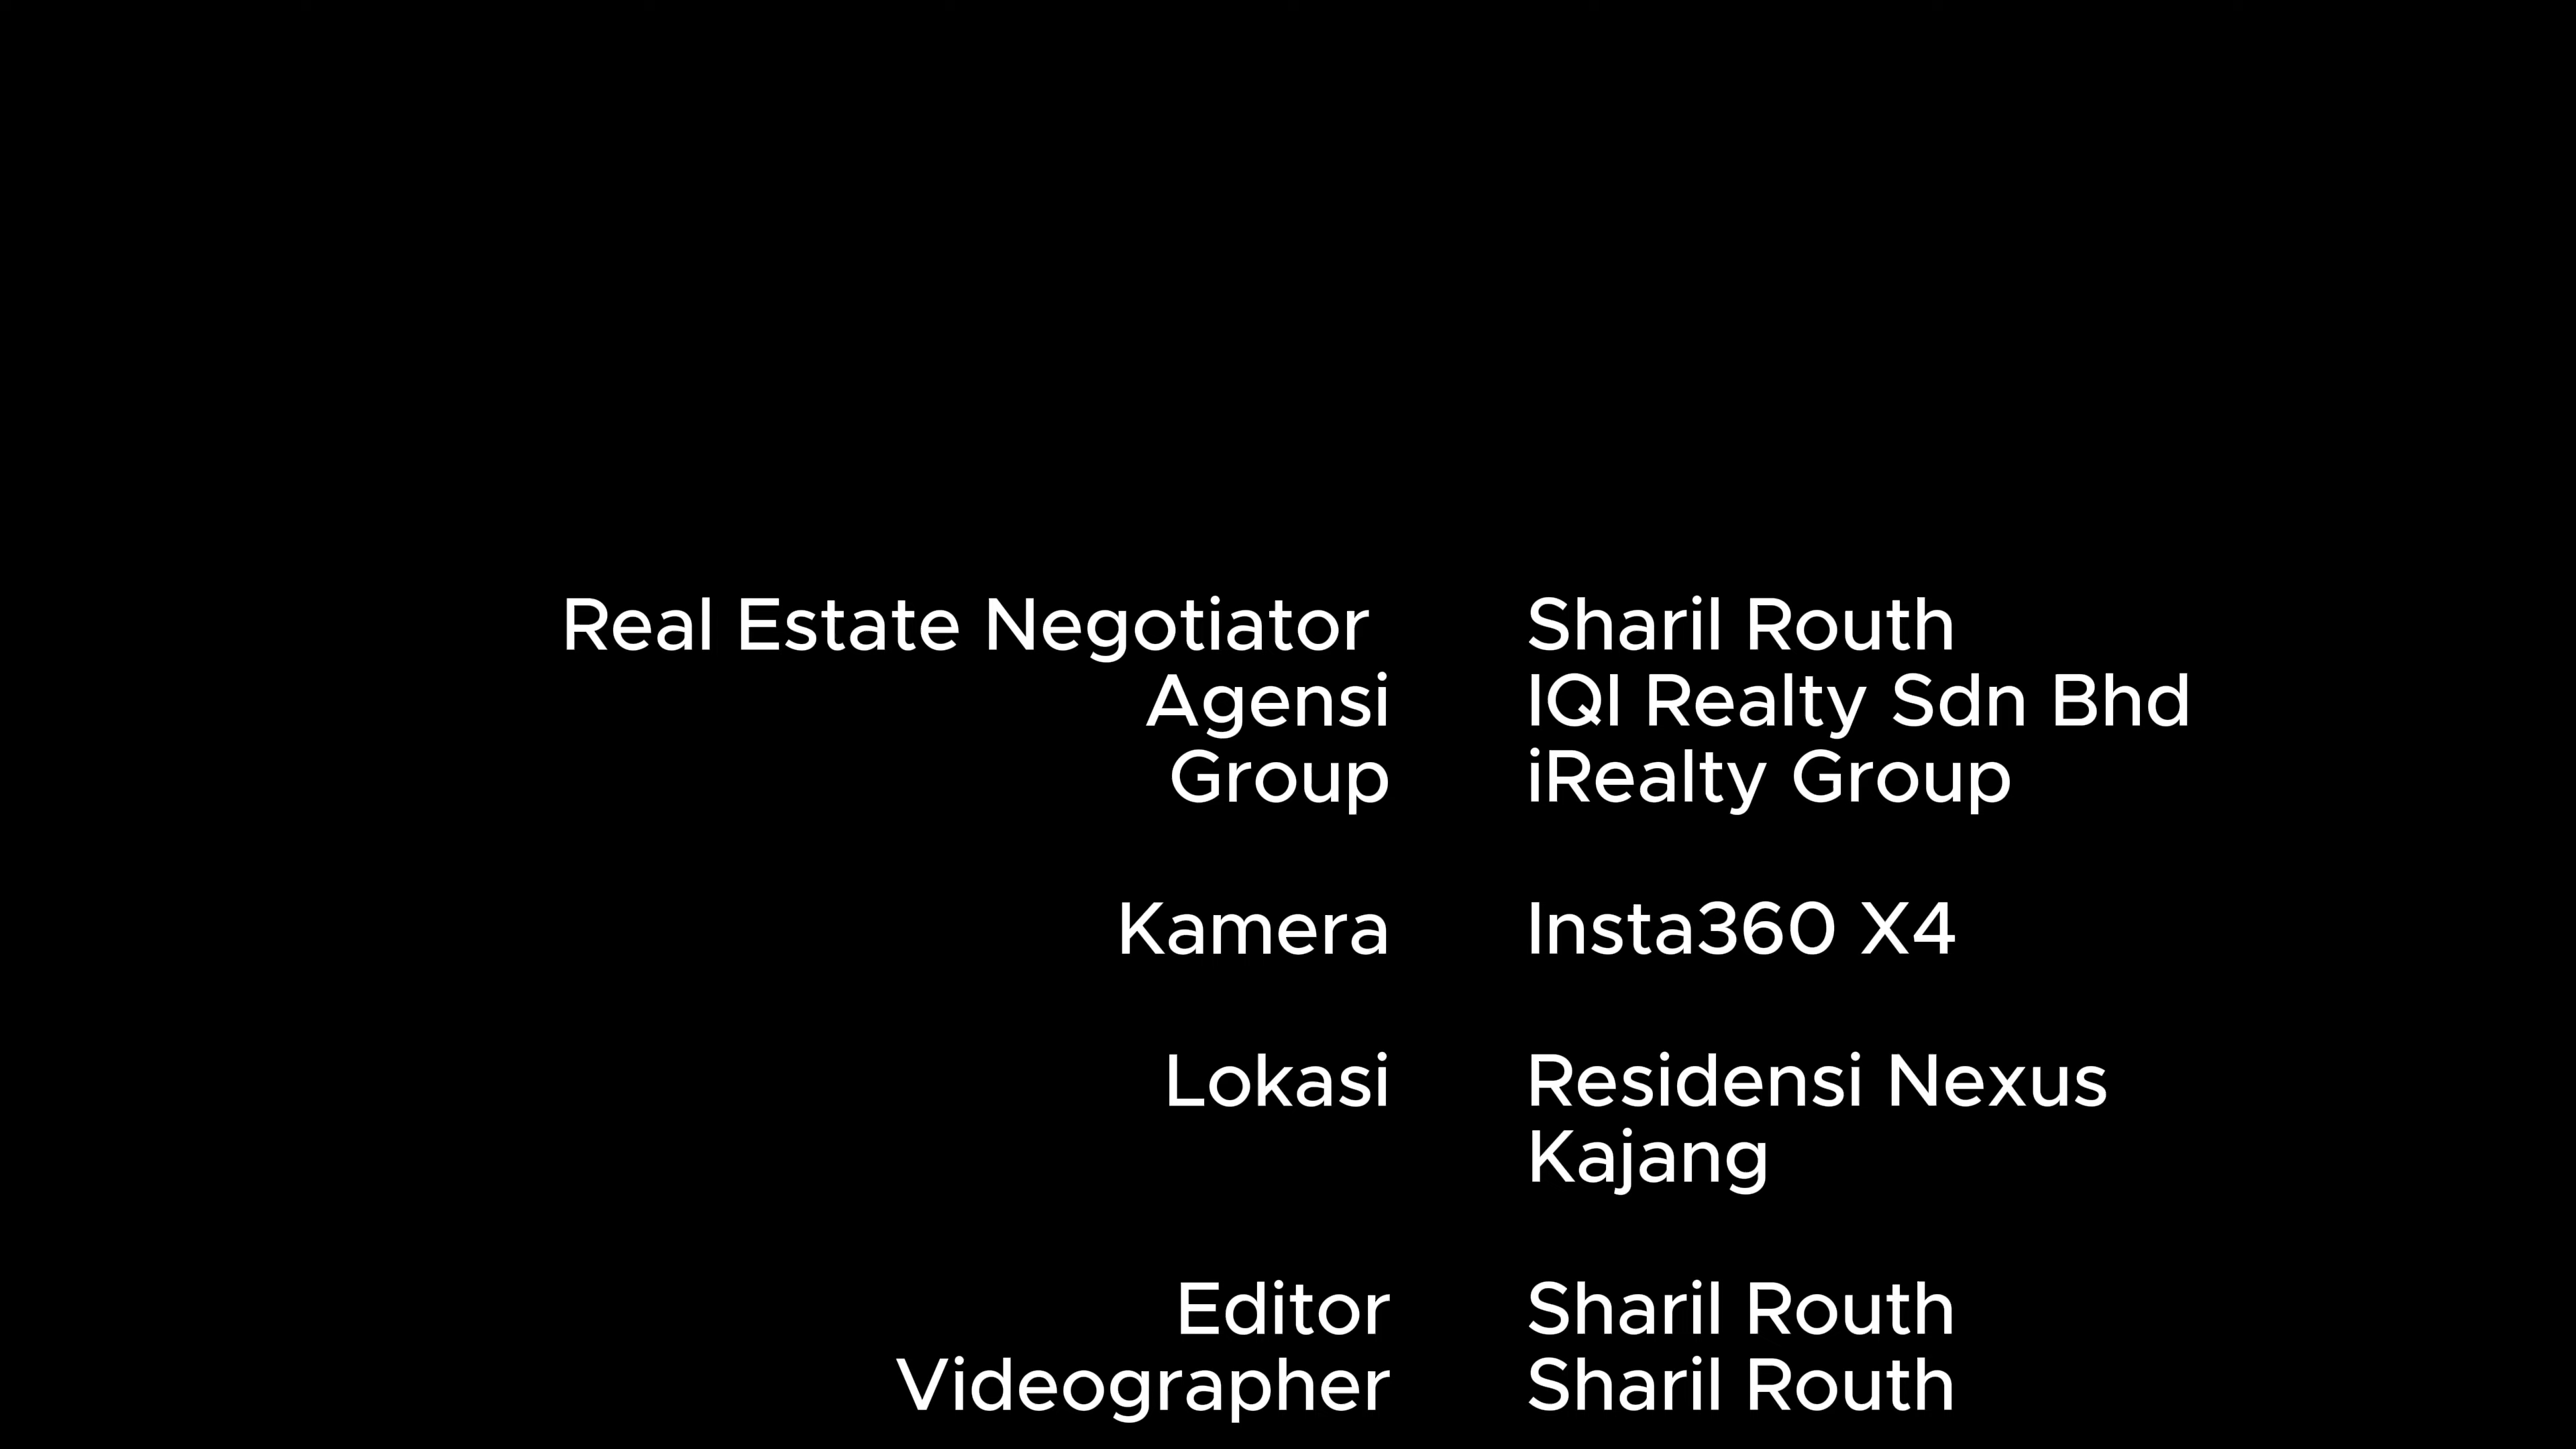 Real Estate Negotiator Sharil Routh
Agensi IQI Realty Sdn Bhd
Group iRealty Group
Kamera Insta360 X4
Lokasi Residensi Nexus
Kajang
Editor Sharil Routh
Videographer Sharil Routh